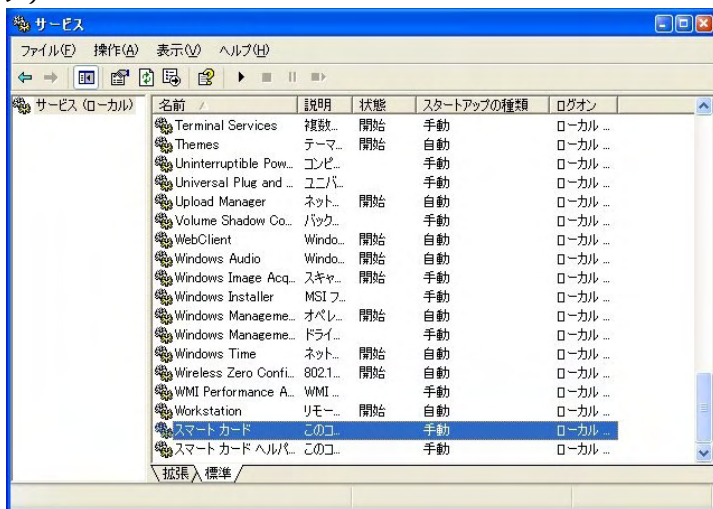 サービス
ファイル(F) 操作(A) 表示(V) ヘルプ(H)
サービス (ローカル)
名前 説明 状態 スタートアップの種類 ログオン
Terminal Services 複数... 開始 手動 ローカル ...
Themes テーマ... 開始 自動 ローカル ...
Uninterruptible Pow... コンピ... 手動 ローカル ...
Universal Plug and ... ユニバ... 手動 ローカル ...
Upload Manager ネット... 開始 自動 ローカル ...
Volume Shadow Co... バック... 手動 ローカル ...
WebClient Windo... 開始 自動 ローカル ...
Windows Audio Windo... 開始 自動 ローカル ...
Windows Image Acq... スキャ... 開始 手動 ローカル ...
Windows Installer MSI フ... 手動 ローカル ...
Windows Manageme... オペレ... 開始 自動 ローカル ...
Windows Manageme... ドライ... 手動 ローカル ...
Windows Time ネット... 開始 自動 ローカル ...
Wireless Zero Confi... 802.1... 開始 自動 ローカル ...
WMI Performance A... WMI ... 手動 ローカル ...
Workstation リモー... 開始 自動 ローカル ...
スマート カード このコ... 手動 ローカル ...
スマート カード ヘルパ... このコ... 手動 ローカル ...
拡張 標準